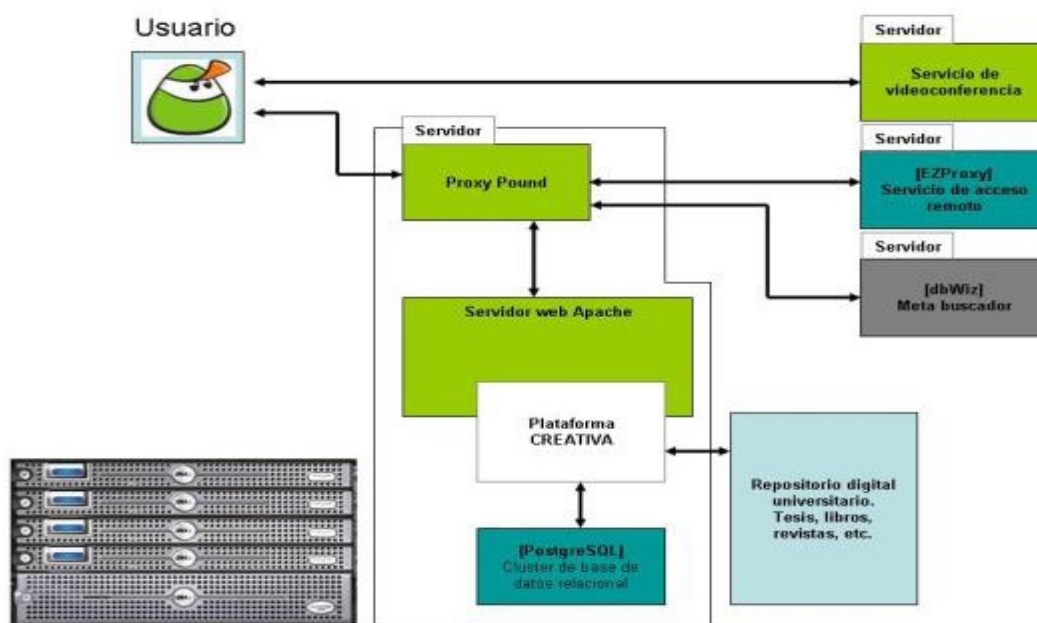 Usuario
Servidor
Servicio de
videoconferencia
Servidor
Proxy Pound
Servidor
[EZProxy]
Servicio de acceso
remoto
Servidor
[dbWiz]
Meta buscador
Servidor web Apache
Plataforma
CREATIVA
Repositorio digital
universitario.
Tesis, libros,
revistas, etc.
[PostgreSQL]
Cluster de base de
datos relacional